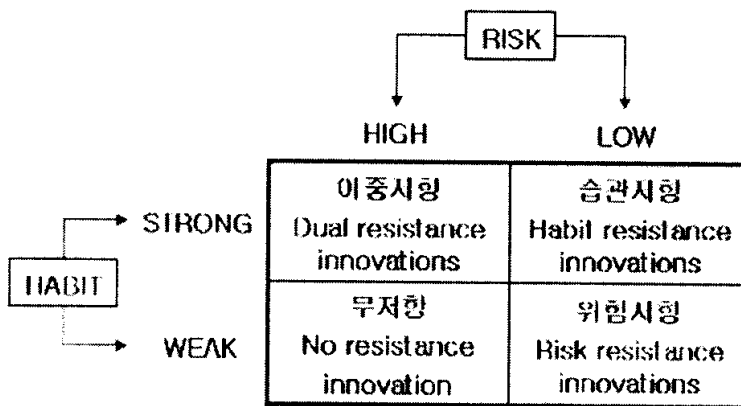 RISK
HIGH LOW
이중저항 습관저항
STRONG Dual resistance Habit resistance
innovations innovations
HABIT
무저항 위험저항
WEAK No resistance Risk resistance
innovation innovations